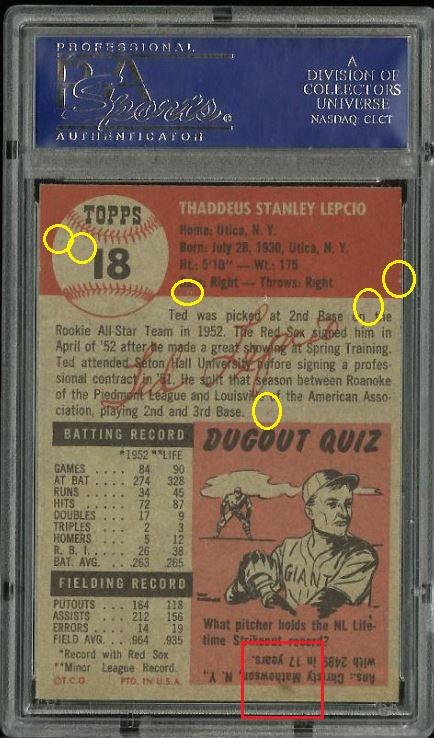 PROFESSIONAL
PSA
Sports
AUTHENTICATOR
A
DIVISION OF
COLLECTORS
UNIVERSE
NASDAQ: CLCT
TOPPS
18
THADDEUS STANLEY LEPCIO
Home: Utica, N. Y.
Born: July 28, 1930, Utica, N. Y.
Ht.: 5'10" — Wt.: 175
Right — Throws: Right
Ted was picked at 2nd Base on the
Rookie All-Star Team in 1952. The Red Sox signed him in
April of '52 after he made a great showing at Spring Training.
Ted attended Seton Hall University before signing a profes-
sional contract in '51. He split that season between Roanoke
of the Piedmont League and Louisville of the American Asso-
ciation, playing 2nd and 3rd Base.
Ted Lepcio
BATTING RECORD
*1952 **LIFE
GAMES .... 84 90
AT BAT .... 274 328
RUNS .... 34 45
HITS .... 72 87
DOUBLES .. 17 9
TRIPLES ... 2 3
HOMERS ... 5 12
R. B. I. .... 26 38
BAT. AVG. .. .263 .265
FIELDING RECORD
PUTOUTS ... 164 118
ASSISTS .... 212 156
ERRORS .... 14 19
FIELD AVG. .. .964 .935
*Record with Red Sox
**Minor League Record.
©T.C.G. PTD. IN U.S.A.
DUGOUT QUIZ
GIANT
What pitcher holds the NL Life-
time Strikeout record?
Ans.: Christy Mathewson, N. Y.,
with 2499 in 17 years.